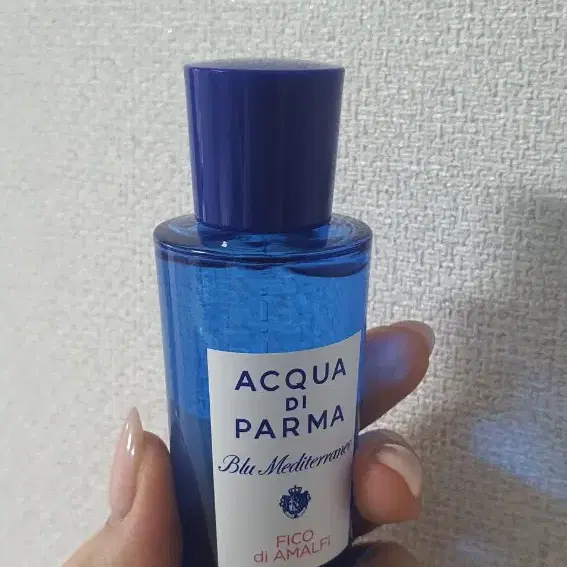 ACQUA
DI
PARMA
Blu Mediterraneo
FICO
di AMALFI